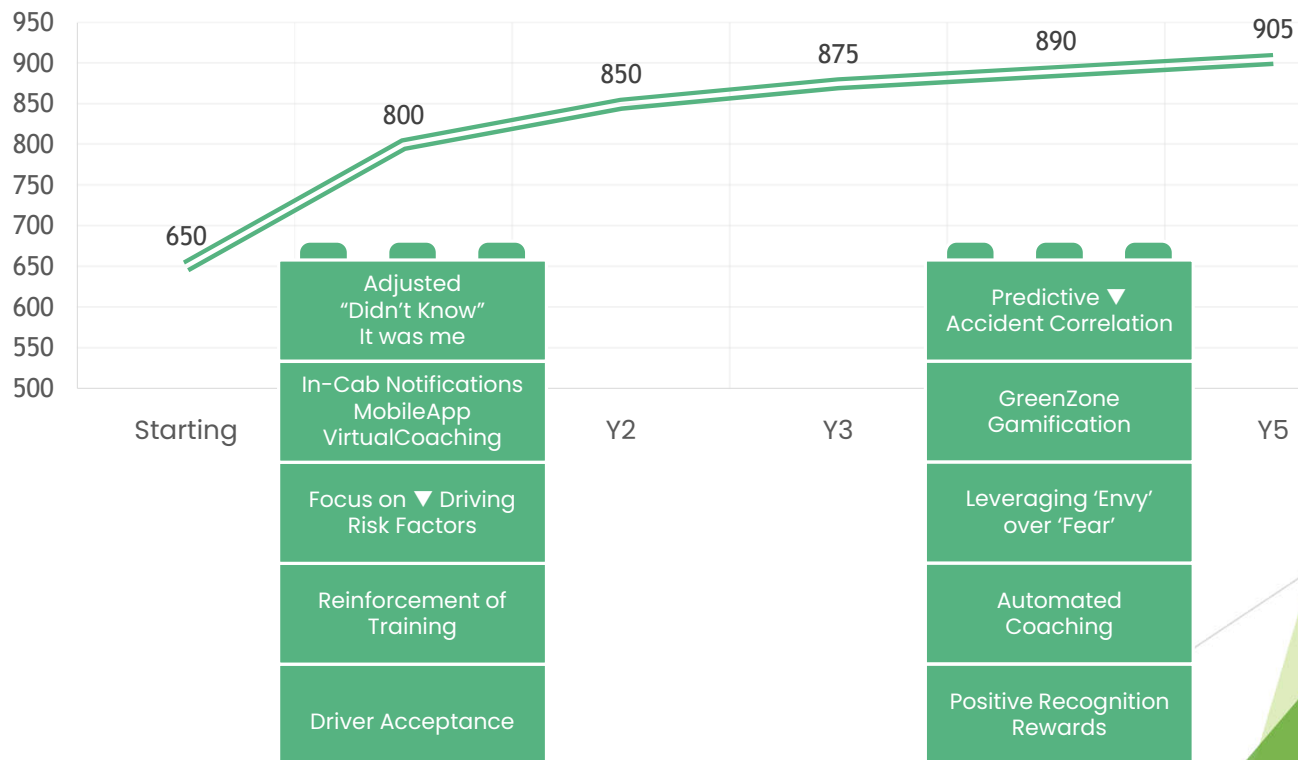 950
900
850
800
750
700
650
600
550
500
650
800
850
875
890
905
Starting
Y2
Y3
Y5
Adjusted
“Didn’t Know”
It was me
In-Cab Notifications
MobileApp
VirtualCoaching
Focus on ▼ Driving
Risk Factors
Reinforcement of
Training
Driver Acceptance
Predictive ▼
Accident Correlation
GreenZone
Gamification
Leveraging ‘Envy’
over ‘Fear’
Automated
Coaching
Positive Recognition
Rewards